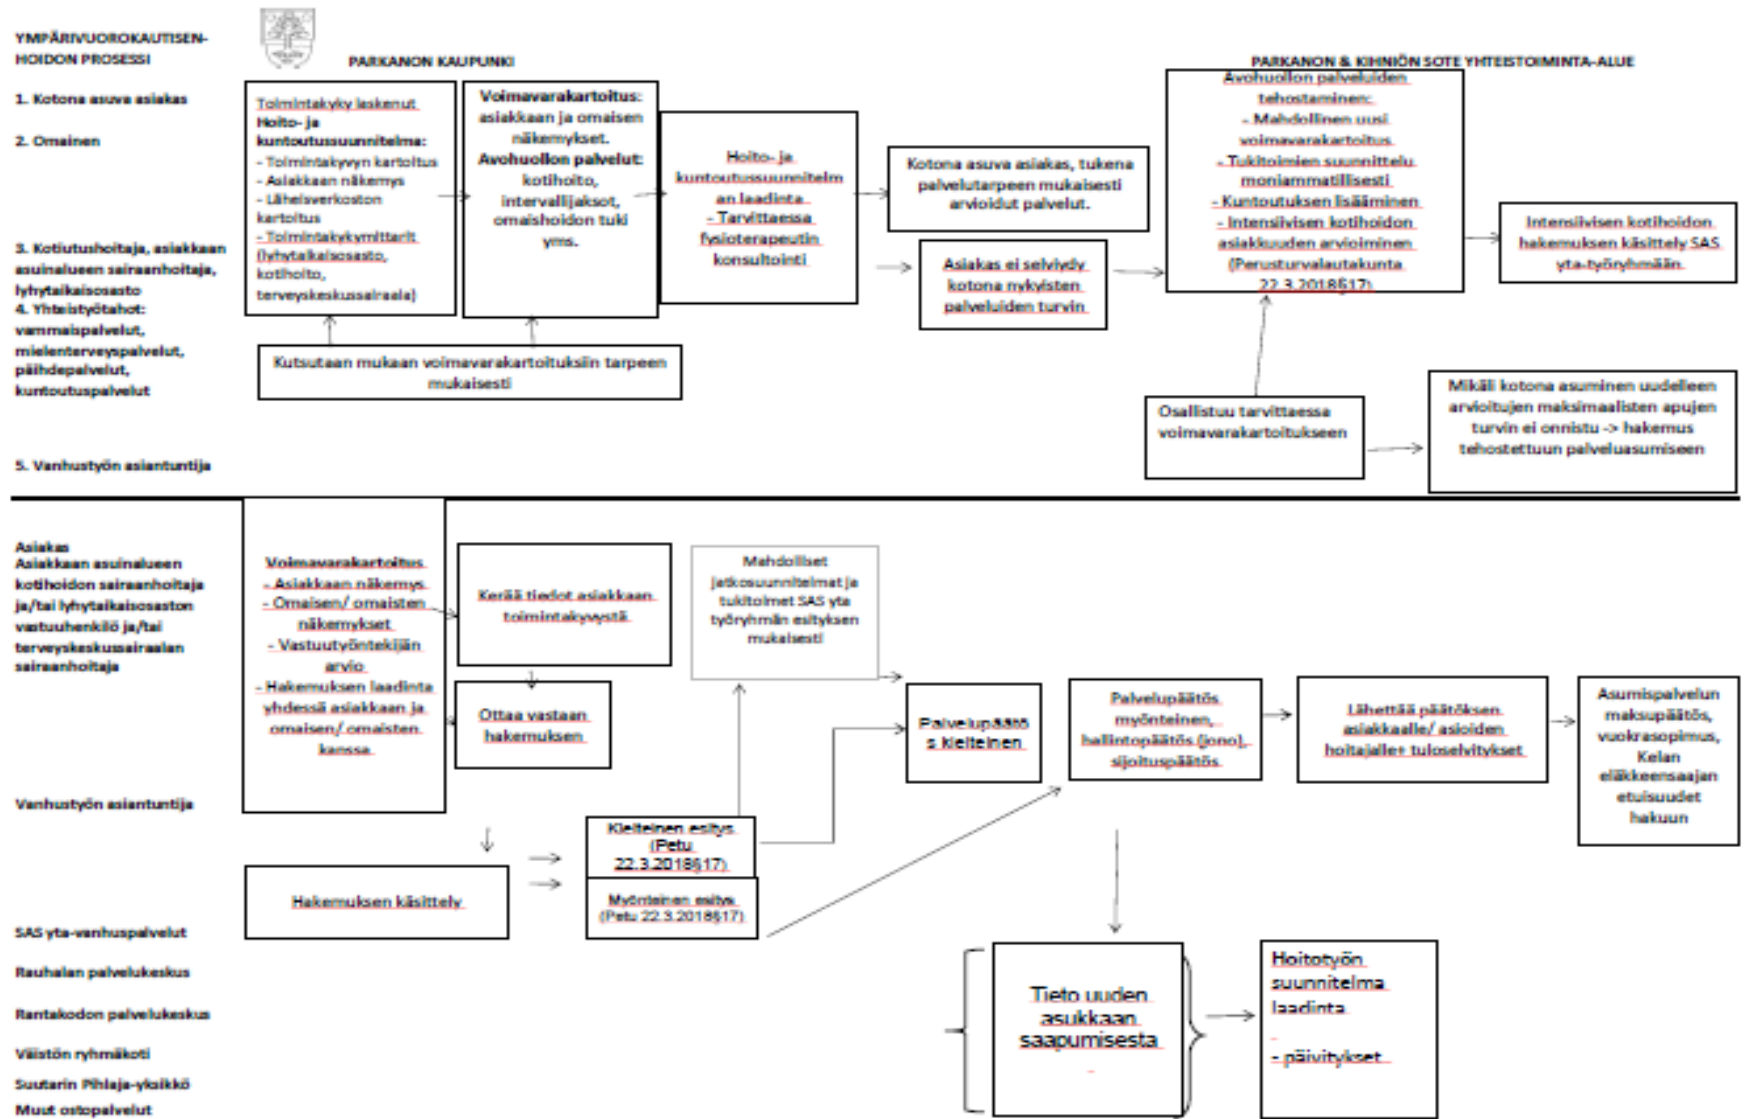 YMPÄRIVUOROKAUTISEN-
HOIDON PROSESSI
PARKANON KAUPUNKI
PARKANON & KIHNIÖN SOTE YHTEISTOIMINTA-ALUE
1. Kotona asuva asiakas
2. Omainen
3. Kotiutushoitaja, asiakkaan
asuinalueen sairaanhoitaja,
lyhytaikaisosasto
4. Yhteistyötahot:
vammaispalvelut,
mielenterveyspalvelut,
päihdepalvelut,
kuntoutuspalvelut
5. Vanhustyön asiantuntija
Toimintakyky laskenut
Hoito- ja
kuntoutussuunnitelma:
- Toimintakyvyn kartoitus
- Asiakkaan näkemys
- Läheisverkoston
kartoitus
- Toimintakykymittarit
(lyhytaikaisosasto,
kotihoito,
terveyskeskussairaala)
Voimavarakartoitus:
asiakkaan ja omaisen
näkemykset.
Avohuollon palvelut:
kotihoito,
intervallijaksot,
omaishoidon tuki
yms.
Hoito- ja
kuntoutussuunnitelm
an laadinta
- Tarvittaessa
fysioterapeutin
konsultointi
Kotona asuva asiakas, tukena
palvelutarpeen mukaisesti
arvioidut palvelut.
Asiakas ei selviydy
kotona nykyisten
palveluiden turvin
Avohuollon palveluiden
tehostaminen:
- Mahdollinen uusi
voimavarakartoitus
- Tukitoimien suunnittelu
moniammatillisesti
- Kuntoutuksen lisääminen
- Intensiivisen kotihoidon
asiakkuuden arvioiminen
(Perusturvalautakunta
22.3.2018§17)
Intensiivisen kotihoidon
hakemuksen käsittely SAS
yta-työryhmään
Kutsutaan mukaan voimavarakartoituksiin tarpeen
mukaisesti
Osallistuu tarvittaessa
voimavarakartoitukseen
Mikäli kotona asuminen uudelleen
arvioitujen maksimaalisten apujen
turvin ei onnistu -> hakemus
tehostettuun palveluasumiseen
Asiakas
Asiakkaan asuinalueen
kotihoidon sairaanhoitaja
ja/tai lyhytaikaisosaston
vastuuhenkilö ja/tai
terveyskeskussairaalan
sairaanhoitaja
Vanhustyön asiantuntija
SAS yta-vanhuspalvelut
Rauhalan palvelukeskus
Rantakodon palvelukeskus
Väistön ryhmäkoti
Suutarin Pihlaja-yksikkö
Muut ostopalvelut
Voimavarakartoitus
- Asiakkaan näkemys
- Omaisen/ omaisten
näkemykset
- Vastuutyöntekijän
arvio
- Hakemuksen laadinta
yhdessä asiakkaan ja
omaisen/ omaisten
kanssa
Kerää tiedot asiakkaan
toimintakyvystä
Ottaa vastaan
hakemuksen
Mahdolliset
jatkosuunnitelmat ja
tukitoimet SAS yta
työryhmän esityksen
mukaisesti
Palvelupäätö
s kielteinen
Palvelupäätös
myönteinen,
hallintopäätös (jono),
sijoituspäätös
Lähettää päätöksen
asiakkaalle/ asioiden
hoitajalle+ tuloselvitykset
Asumispalvelun
maksupäätös,
vuokrasopimus,
Kelan
eläkkeensaajan
etuisuudet
hakuun
Hakemuksen käsittely
Kielteinen esitys
(Petu
22.3.2018§17)
Myönteinen esitys
(Petu 22.3.2018§17)
Tieto uuden
asukkaan
saapumisesta
-
Hoitotyön
suunnitelma
laadinta
-
- päivitykset